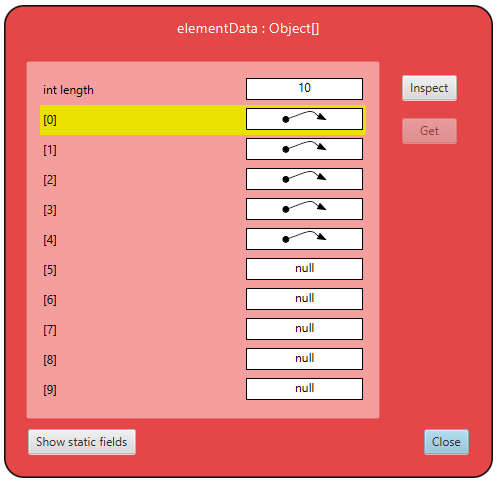 elementData : Object[]
int length 10
Inspect
[0]
Get
[1]
[2]
[3]
[4]
[5] null
[6] null
[7] null
[8] null
[9] null
Show static fields Close